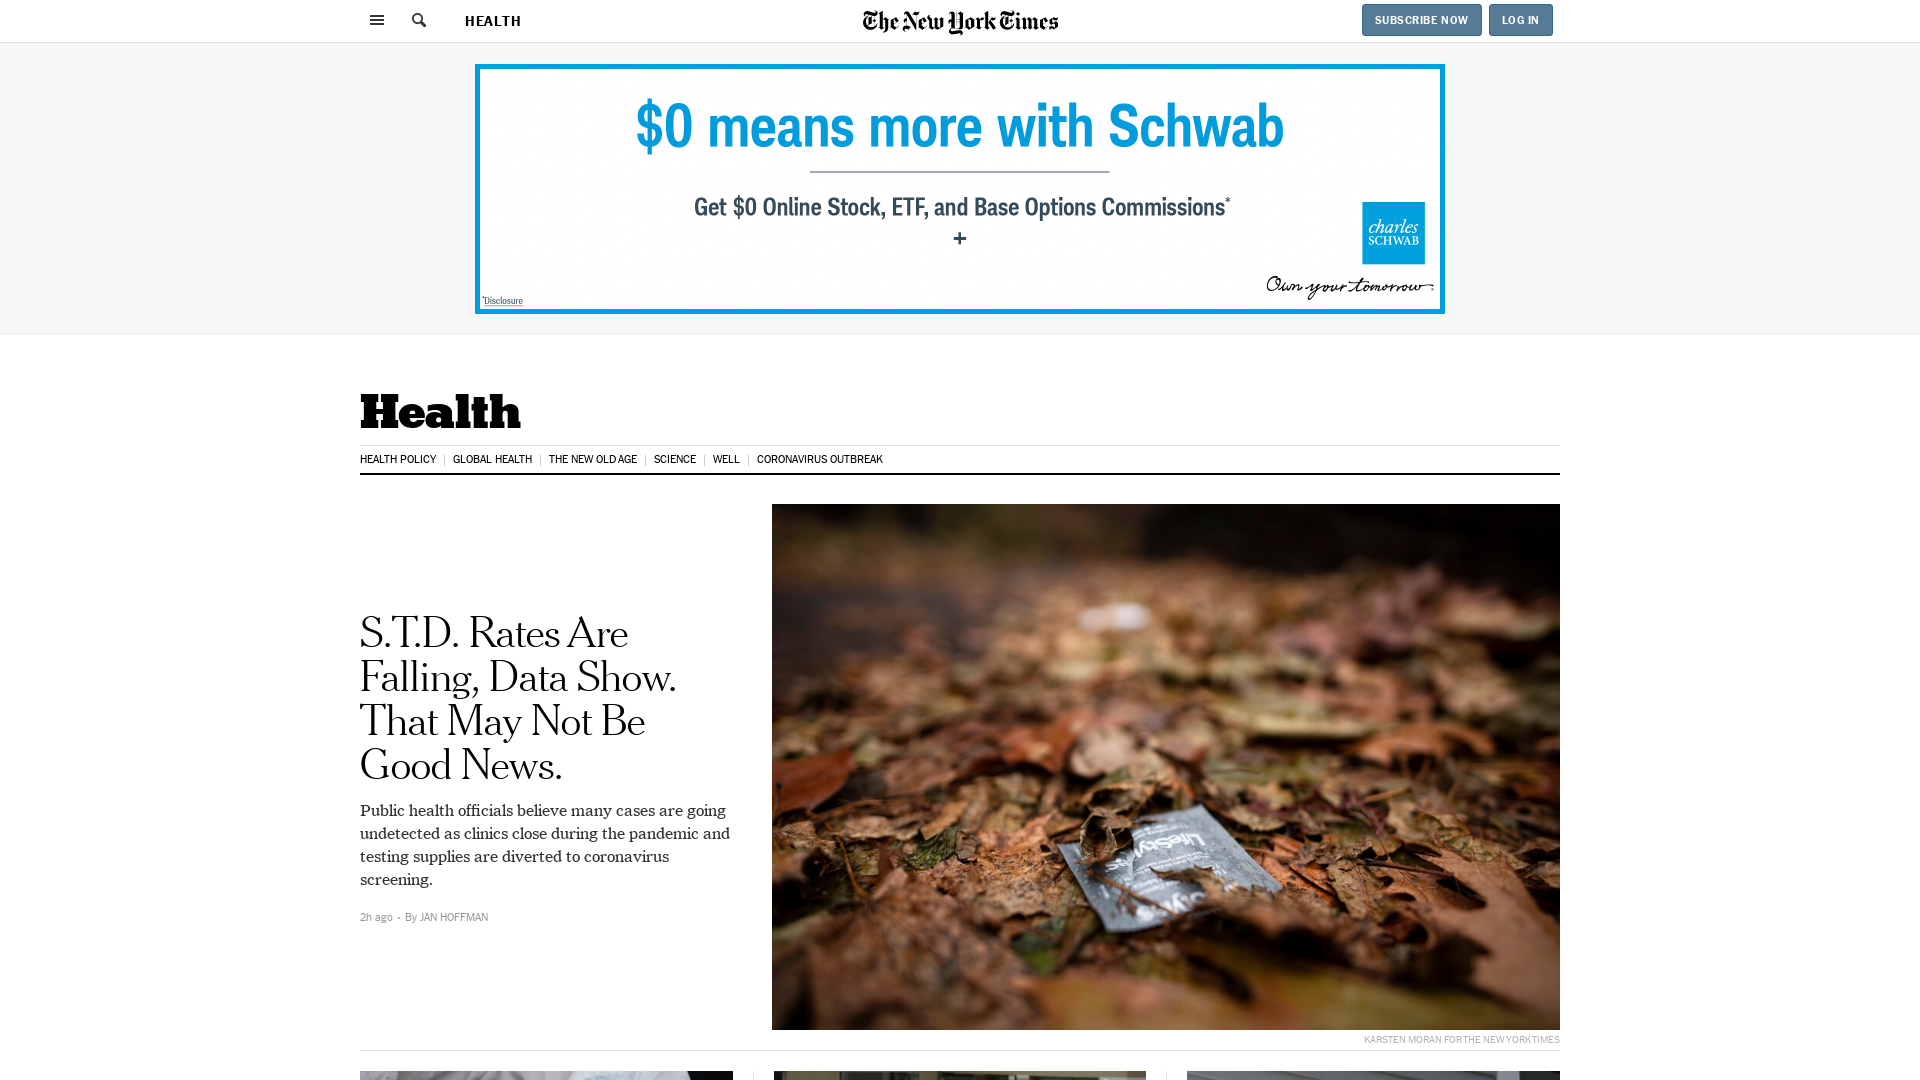 HEALTH
The New York Times
SUBSCRIBE NOW
LOG IN
$0 means more with Schwab
Get $0 Online Stock, ETF, and Base Options Commissions*
+
charles
SCHWAB
Own your tomorrow
*Disclosure
Health
HEALTH POLICY
GLOBAL HEALTH
THE NEW OLD AGE
SCIENCE
WELL
CORONAVIRUS OUTBREAK
S.T.D. Rates Are
Falling, Data Show.
That May Not Be
Good News.
Public health officials believe many cases are going
undetected as clinics close during the pandemic and
testing supplies are diverted to coronavirus
screening.
2h ago • By JAN HOFFMAN
KARSTEN MORAN FOR THE NEW YORK TIMES